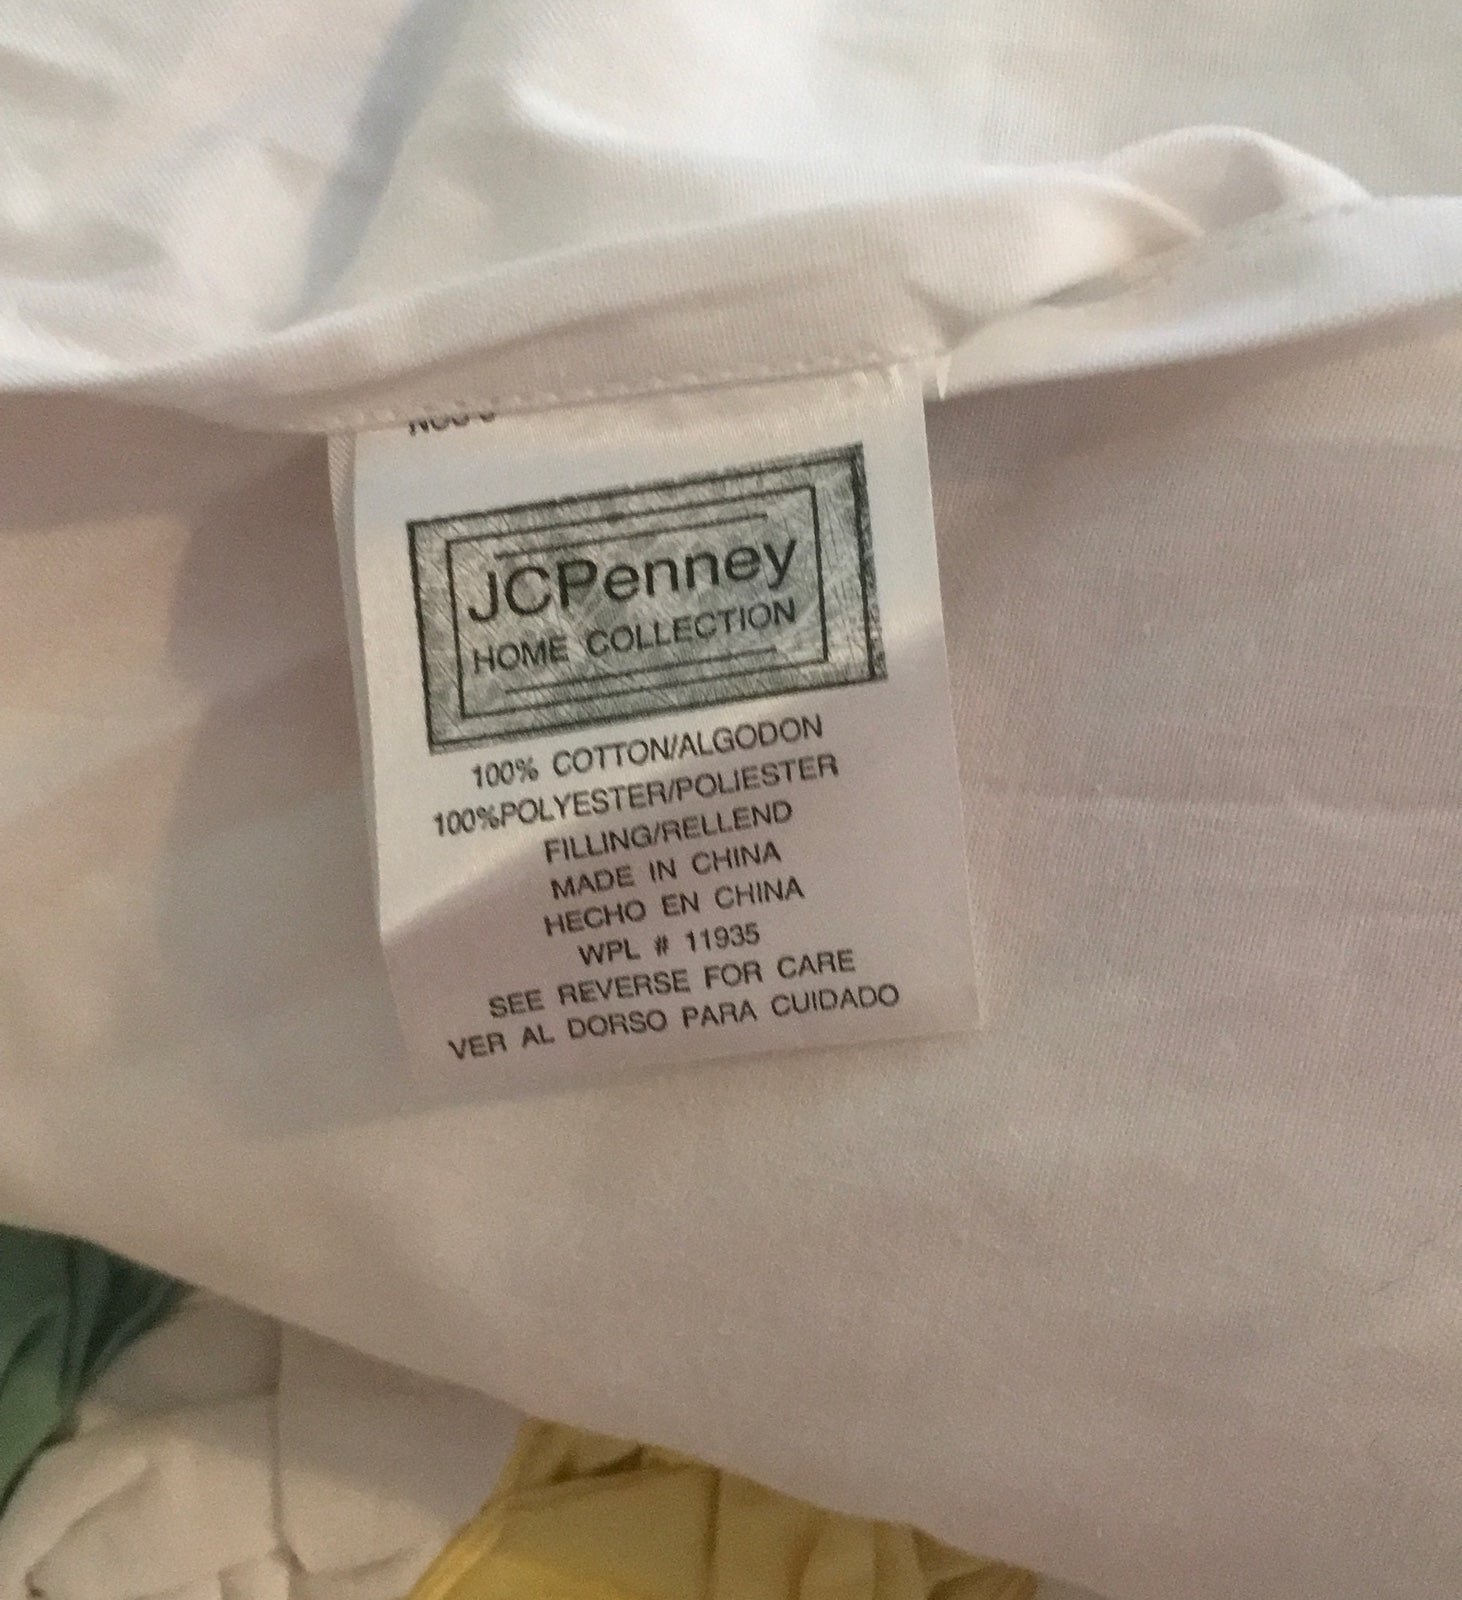 JCPenney
HOME COLLECTION
100% COTTON/ALGODON
100%POLYESTER/POLIESTER
FILLING/RELLEND
MADE IN CHINA
HECHO EN CHINA
WPL # 11935
SEE REVERSE FOR CARE
VER AL DORSO PARA CUIDADO